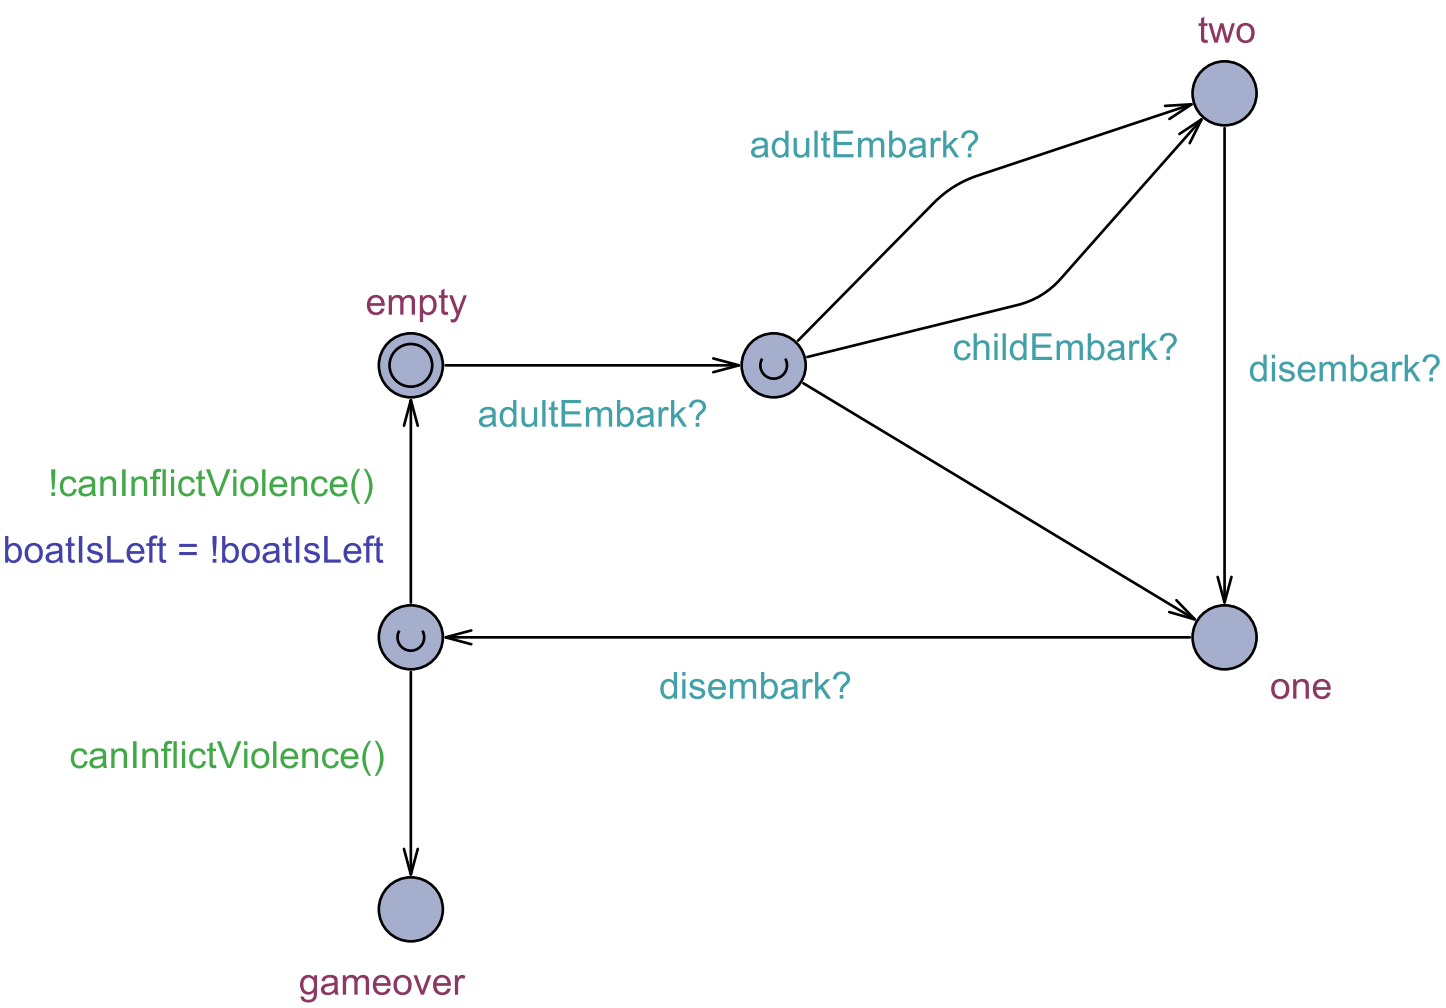 two
adultEmbark?
empty
childEmbark?
disembark?
adultEmbark?
!canInflictViolence()
boatIsLeft = !boatIsLeft
disembark?
one
canInflictViolence()
gameover